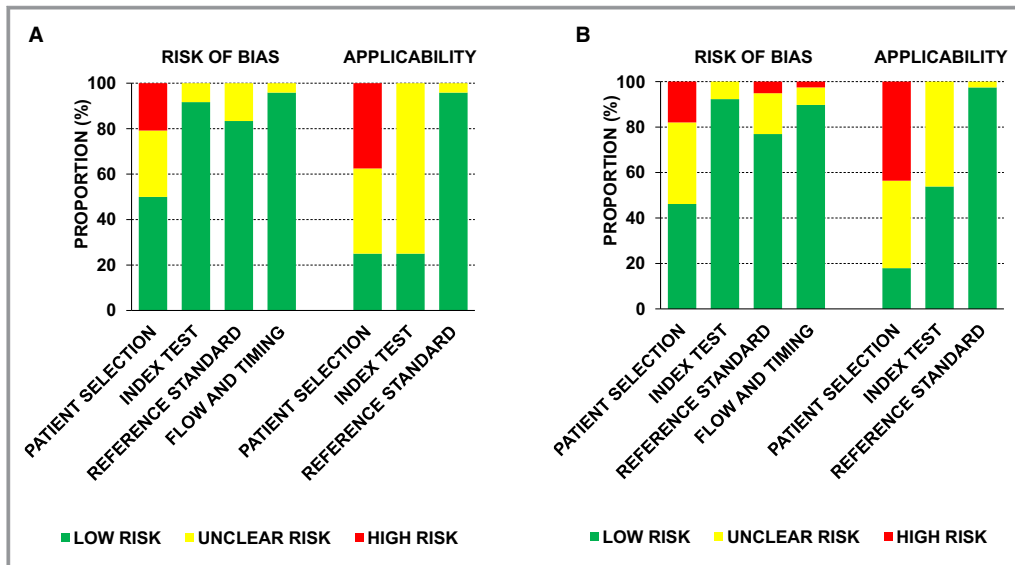 A
RISK OF BIAS
APPLICABILITY
PROPORTION (%)
100
80
60
40
20
0
PATIENT SELECTION
INDEX TEST
REFERENCE STANDARD
FLOW AND TIMING
PATIENT SELECTION
INDEX TEST
REFERENCE STANDARD
LOW RISK UNCLEAR RISK HIGH RISK
B
RISK OF BIAS
APPLICABILITY
PROPORTION (%)
100
80
60
40
20
0
PATIENT SELECTION
INDEX TEST
REFERENCE STANDARD
FLOW AND TIMING
PATIENT SELECTION
INDEX TEST
REFERENCE STANDARD
LOW RISK UNCLEAR RISK HIGH RISK